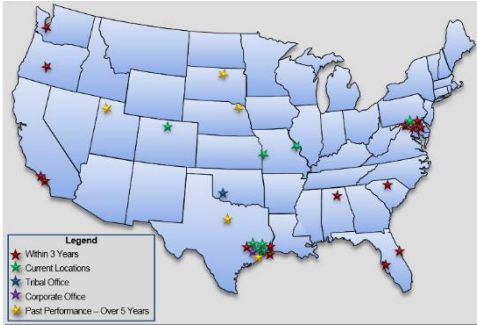 Legend
Within 3 Years
Current Locations
Tribal Office
Corporate Office
Past Performance – Over 5 Years